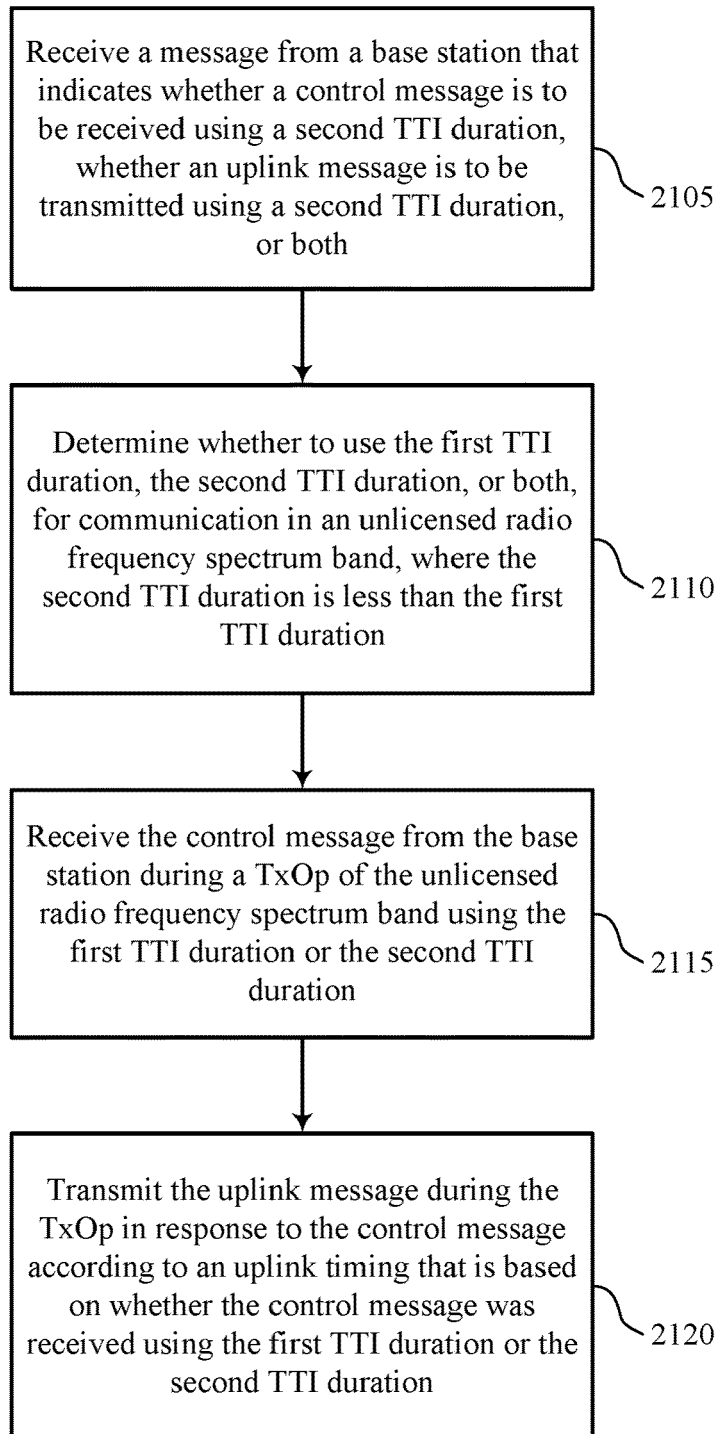 Receive a message from a base station that
indicates whether a control message is to
be received using a second TTI duration,
whether an uplink message is to be
transmitted using a second TTI duration,
or both
2105
Determine whether to use the first TTI
duration, the second TTI duration, or both,
for communication in an unlicensed radio
frequency spectrum band, where the
second TTI duration is less than the first
TTI duration
2110
Receive the control message from the base
station during a TxOp of the unlicensed
radio frequency spectrum band using the
first TTI duration or the second TTI
duration
2115
Transmit the uplink message during the
TxOp in response to the control message
according to an uplink timing that is based
on whether the control message was
received using the first TTI duration or the
second TTI duration
2120